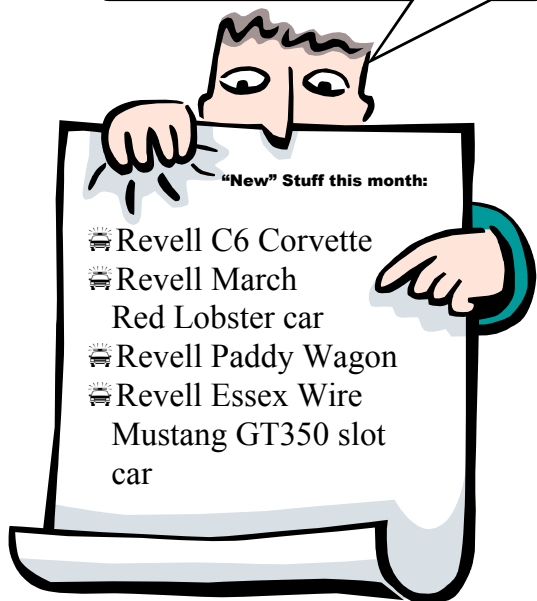 “New” Stuff this month:
Revell C6 Corvette
Revell March
Red Lobster car
Revell Paddy Wagon
Revell Essex Wire
Mustang GT350 slot
car